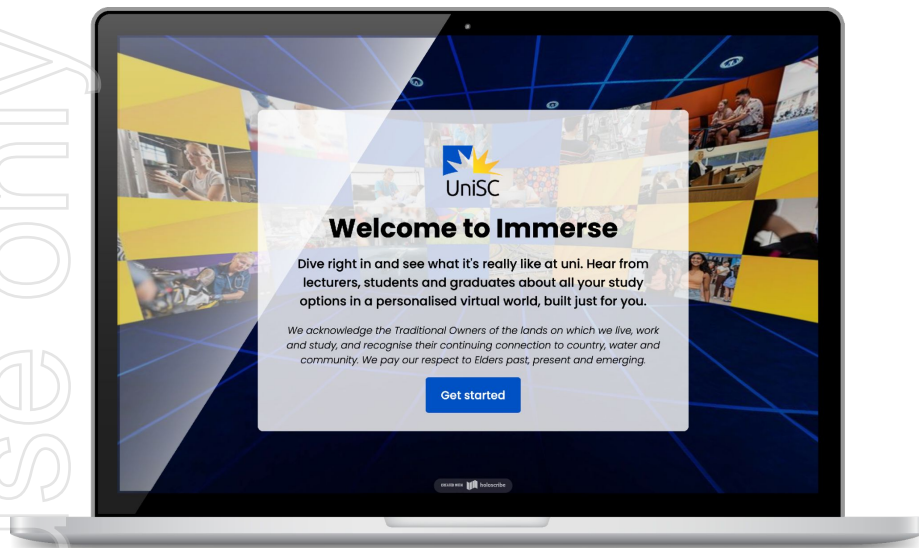 UniSC
Welcome to Immerse
Dive right in and see what it's really like at uni. Hear from
lecturers, students and graduates about all your study
options in a personalised virtual world, built just for you.
We acknowledge the Traditional Owners of the lands on which we live, work
and study, and recognise their continuing connection to country, water and
community. We pay our respect to Elders past, present and emerging.
Get started
holoscribe
use only